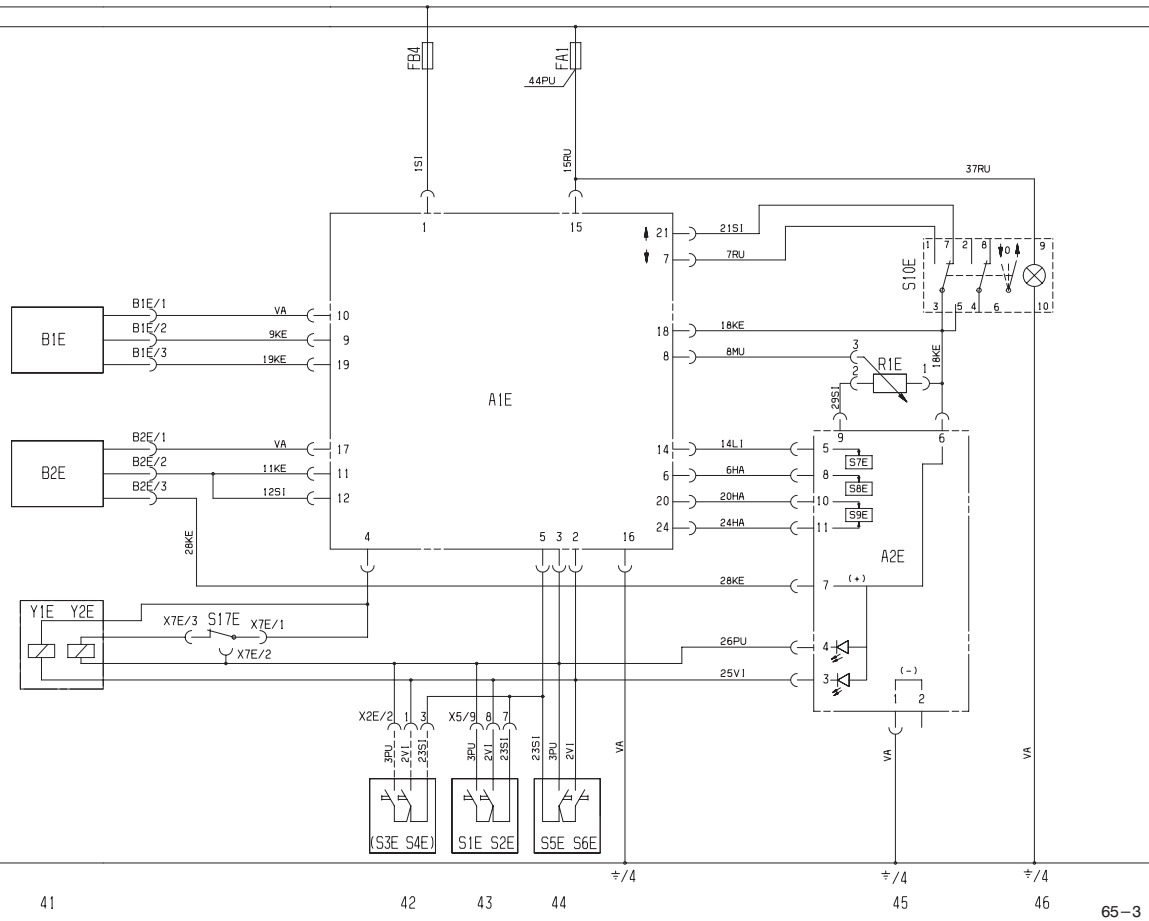 FB4
FA1
44PU
1SI
15RU
37RU
1
15
21
21SI
7
7RU
1 7 2 8 0 9
S10E
3 5 4 6 10
B1E
B1E/1
VA
10
B1E/2
9KE
9
B1E/3
19KE
19
18
18KE
8
8MU
3
18KE
R1E
2
1
29SI
A1E
9
6
B2E
B2E/1
VA
17
B2E/2
11KE
11
B2E/3
12SI
12
14
14LI
5
S7E
6
6HA
8
S8E
20
20HA
10
S9E
24
24HA
11
28KE
4
5 3 2
16
A2E
28KE
7
(+)
Y1E Y2E
X7E/3
S17E
X7E/1
X7E/2
26PU
4
25VI
3
(-)
1 2
X2E/2 1 3
X5/9 8 7
3PU
2VI
23SI
3PU
2VI
23SI
23SI
3PU
2VI
VA
VA
VA
(S3E S4E)
S1E S2E
S5E S6E
/4
/4
/4
41
42
43
44
45
46
65-3